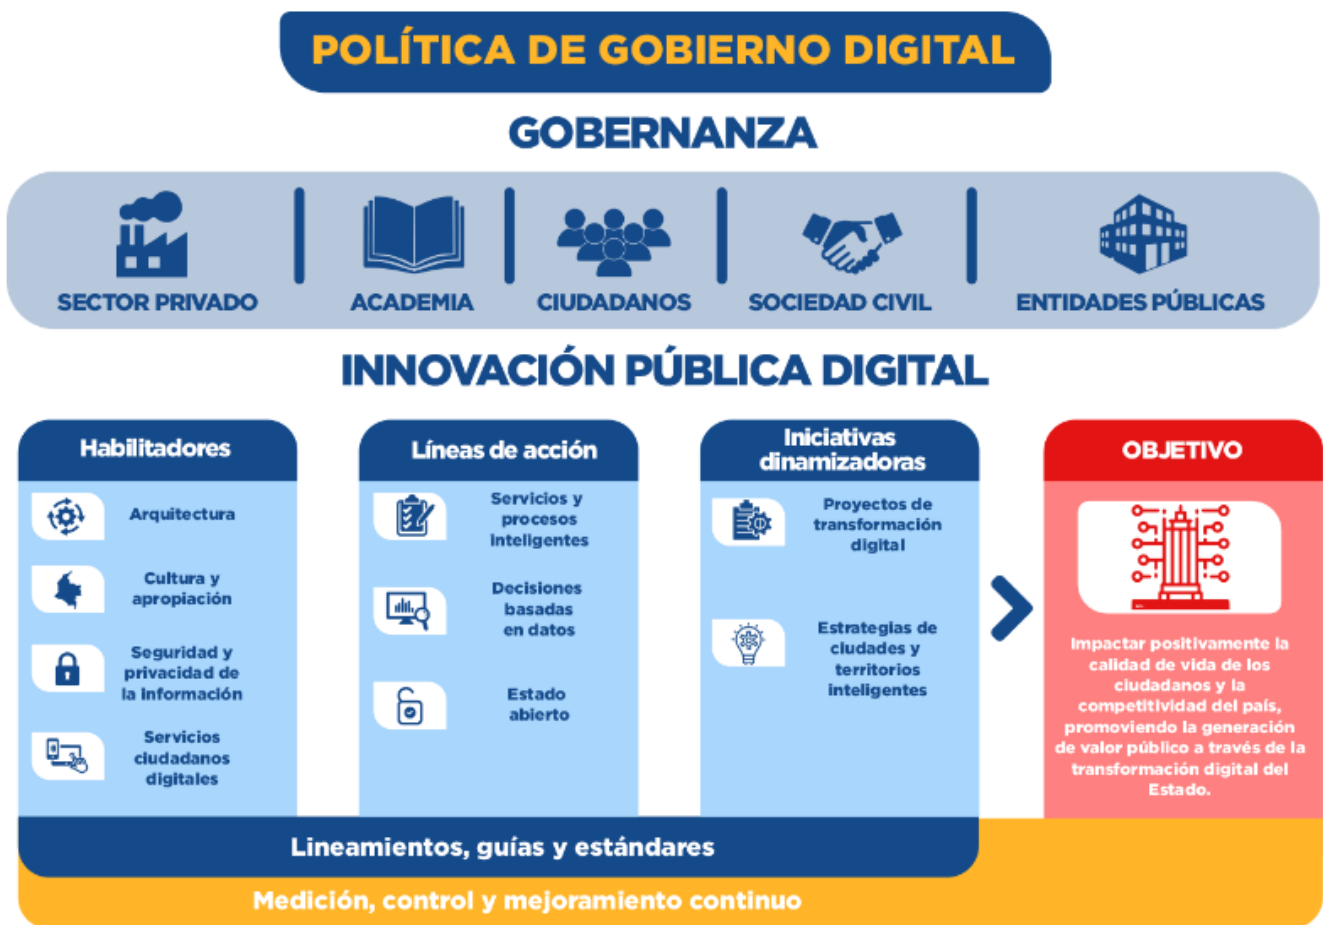 POLÍTICA DE GOBIERNO DIGITAL
GOBERNANZA
SECTOR PRIVADO
ACADEMIA
CIUDADANOS
SOCIEDAD CIVIL
ENTIDADES PÚBLICAS
INNOVACIÓN PÚBLICA DIGITAL
Habilitadores
Arquitectura
Cultura y
apropiación
Seguridad y
privacidad de
la información
Servicios
ciudadanos
digitales
Líneas de acción
Servicios y
procesos
inteligentes
Decisiones
basadas
en datos
Estado
abierto
Iniciativas
dinamizadoras
Proyectos de
transformación
digital
Estrategias de
ciudades y
territorios
inteligentes
OBJETIVO
Impactar positivamente la
calidad de vida de los
ciudadanos y la
competitividad del país,
promoviendo la generación
de valor público a través de la
transformación digital del
Estado.
Lineamientos, guías y estándares
Medición, control y mejoramiento continuo